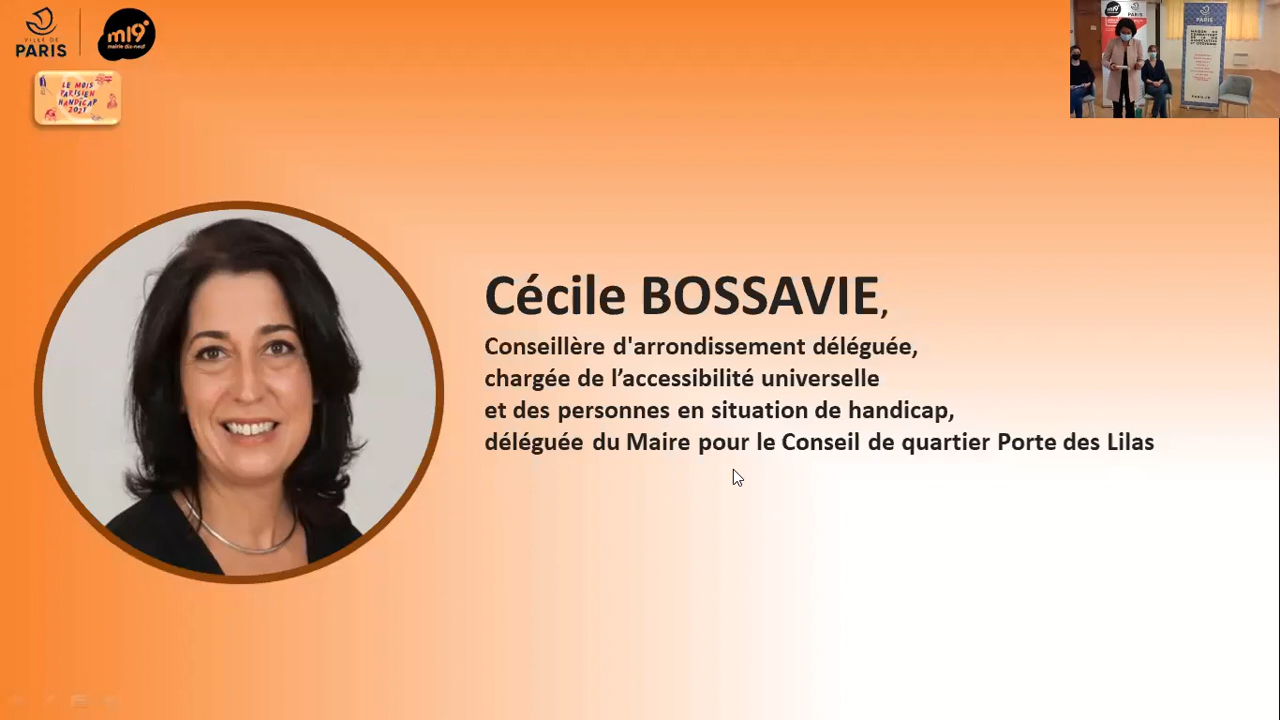 VILLE DE
PARIS
m19
mairie dix-neuf
LE MOIS
PARISIEN
HANDICAP
2021
PARIS
PARIS
Cécile BOSSAVIE,
Conseillère d'arrondissement déléguée,
chargée de l’accessibilité universelle
et des personnes en situation de handicap,
déléguée du Maire pour le Conseil de quartier Porte des Lilas